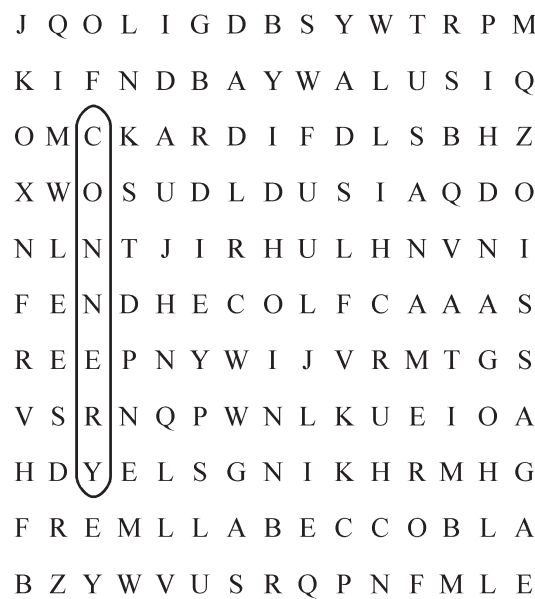 J Q O L I G D B S Y W T R P M
K I F N D B A Y W A L U S I Q
O M C K A R D I F D L S B H Z
X W O S U D L D U S I A Q D O
N L N T J I R H U L H N V N I
F E N D H E C O L F C A A A S
R E E P N Y W I J V R M T G S
V S R N Q P W N L K U E I O A
H D Y E L S G N I K H R M H G
F R E M L L A B E C C O B L A
B Z Y W V U S R Q P N F M L E